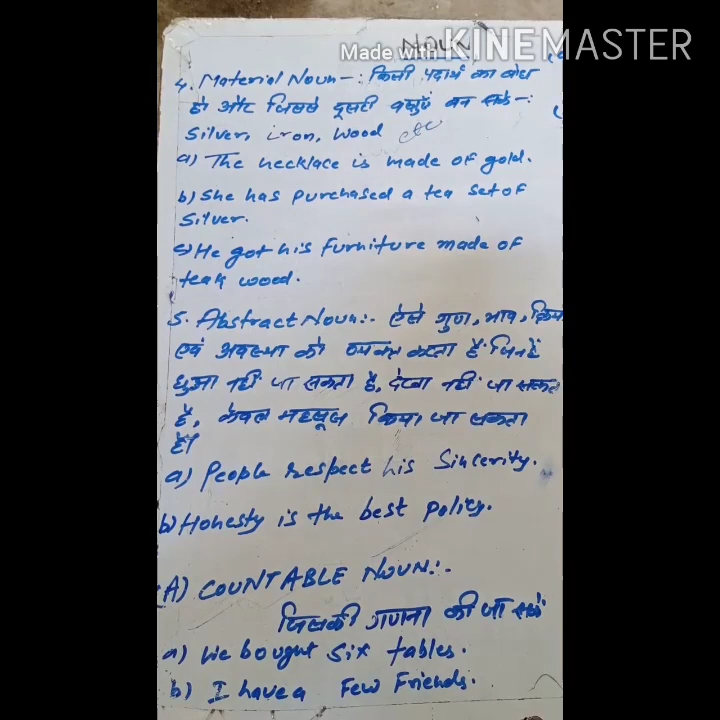 NOUN
Made with KINEMASTER
4. Material Noun-: किसी पदार्थ का बोध
हो और जिससे दूसरी वस्तुएं बन सकें-:
Silver, iron, Wood etc
a) The necklace is made of gold.
b) She has purchased a tea set of
Silver.
c) He got his furniture made of
teak wood.
5. Abstract Noun:- ऐसे गुण, भाव, क्रिया
एवं अवस्था को व्यक्त करता है जिन्हें
छुआ नहीं जा सकता है, देखा नहीं जा सकता
है, केवल महसूस किया जा सकता
है।
a) People respect his Sincerity.
b) Honesty is the best policy.
A) COUNTABLE NOUN:-
जिसकी गणना की जा सके
a) We bought Six tables.
b) I have a Few Friends.